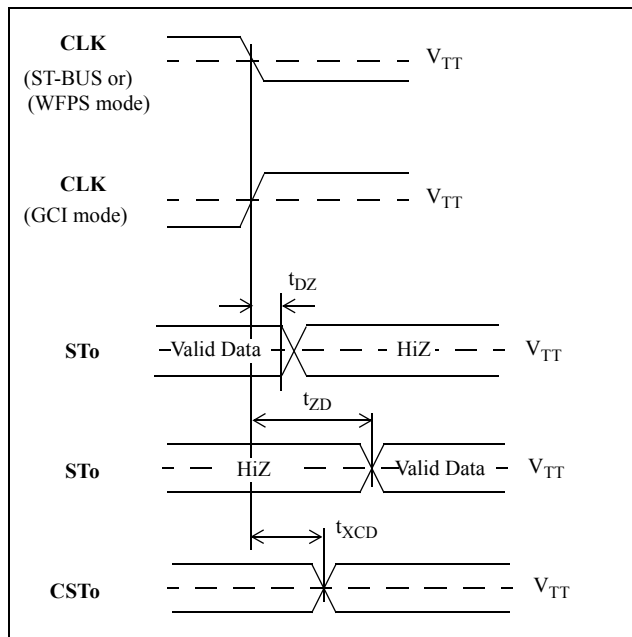 CLK
(ST-BUS or)
(WFPS mode)
V_TT
CLK
(GCI mode)
V_TT
t_DZ
STo
Valid Data
HiZ
V_TT
t_ZD
STo
HiZ
Valid Data
V_TT
t_XCD
CSTo
V_TT